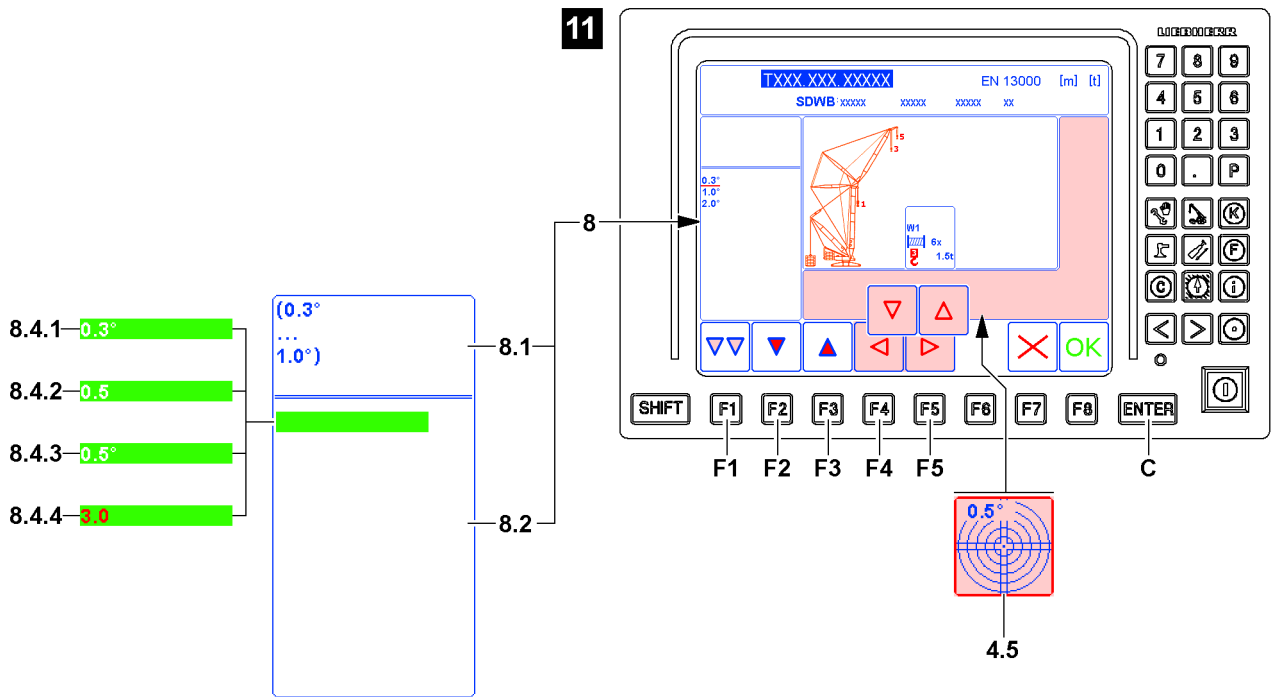 11
LIEBHERR
TXXX.XXX.XXXXX
EN 13000 [m] [t]
SDWB: xxxxx xxxxx xxxxx xx
0.3°
1.0°
2.0°
5
3
1
2
W1
6x
3
1.5t
OK
7 8 9
4 5 6
1 2 3
0 . P
K
F
C i
< >
SHIFT F1 F2 F3 F4 F5 F6 F7 F8 ENTER
F1 F2 F3 F4 F5 C
8
(0.3°
...
1.0°)
8.1
8.2
8.4.1 0.3°
8.4.2 0.5
8.4.3 0.5°
8.4.4 3.0
0.5°
4.5